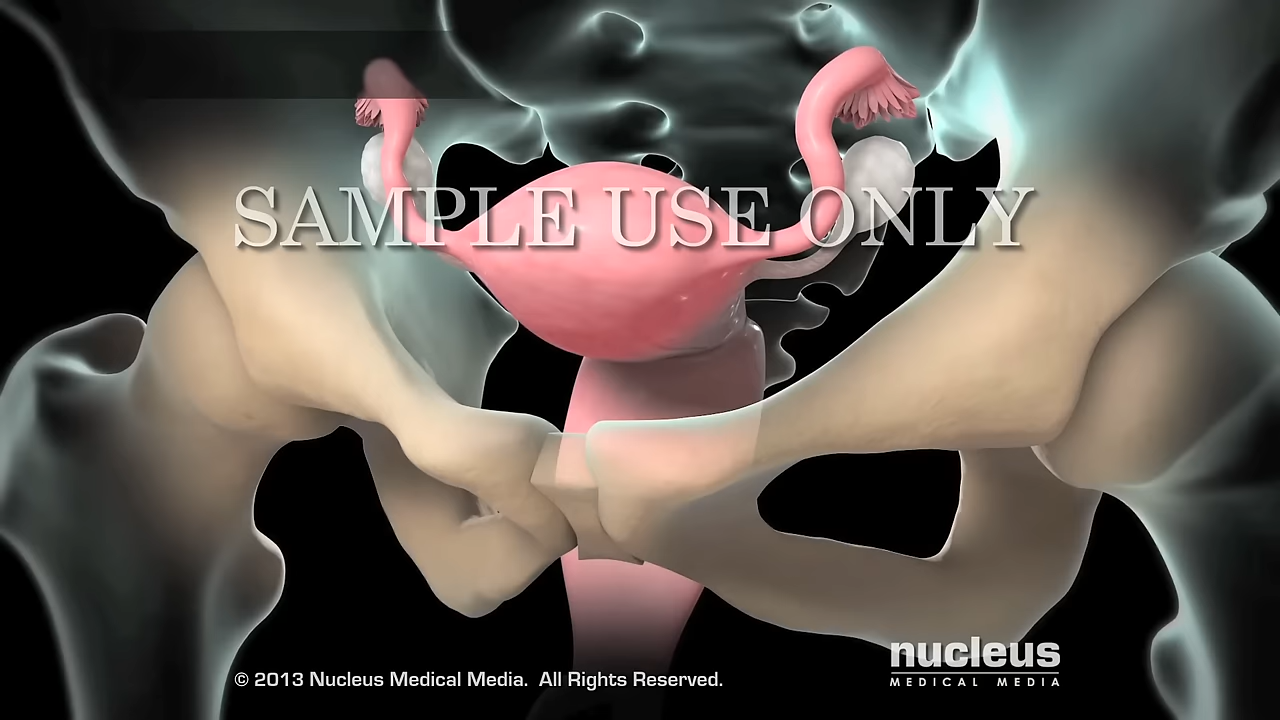 SAMPLE USE ONLY
nucleus
MEDICAL MEDIA
© 2013 Nucleus Medical Media. All Rights Reserved.